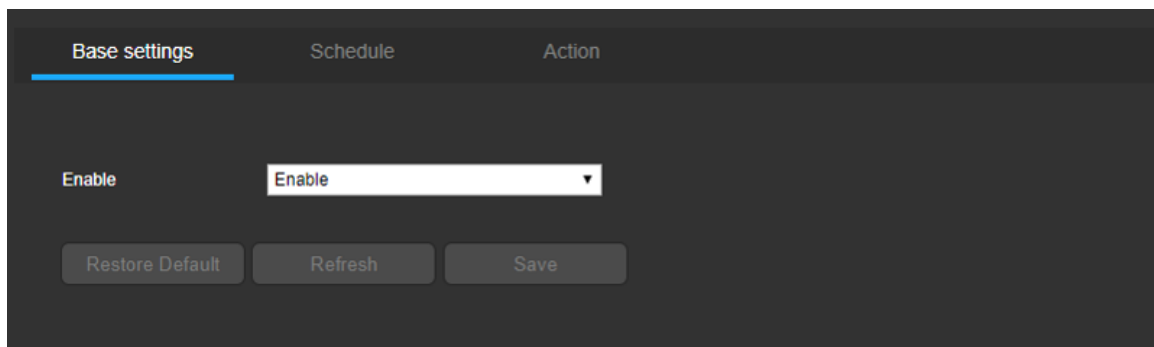 Base settings Schedule Action
Enable Enable
Restore Default Refresh Save